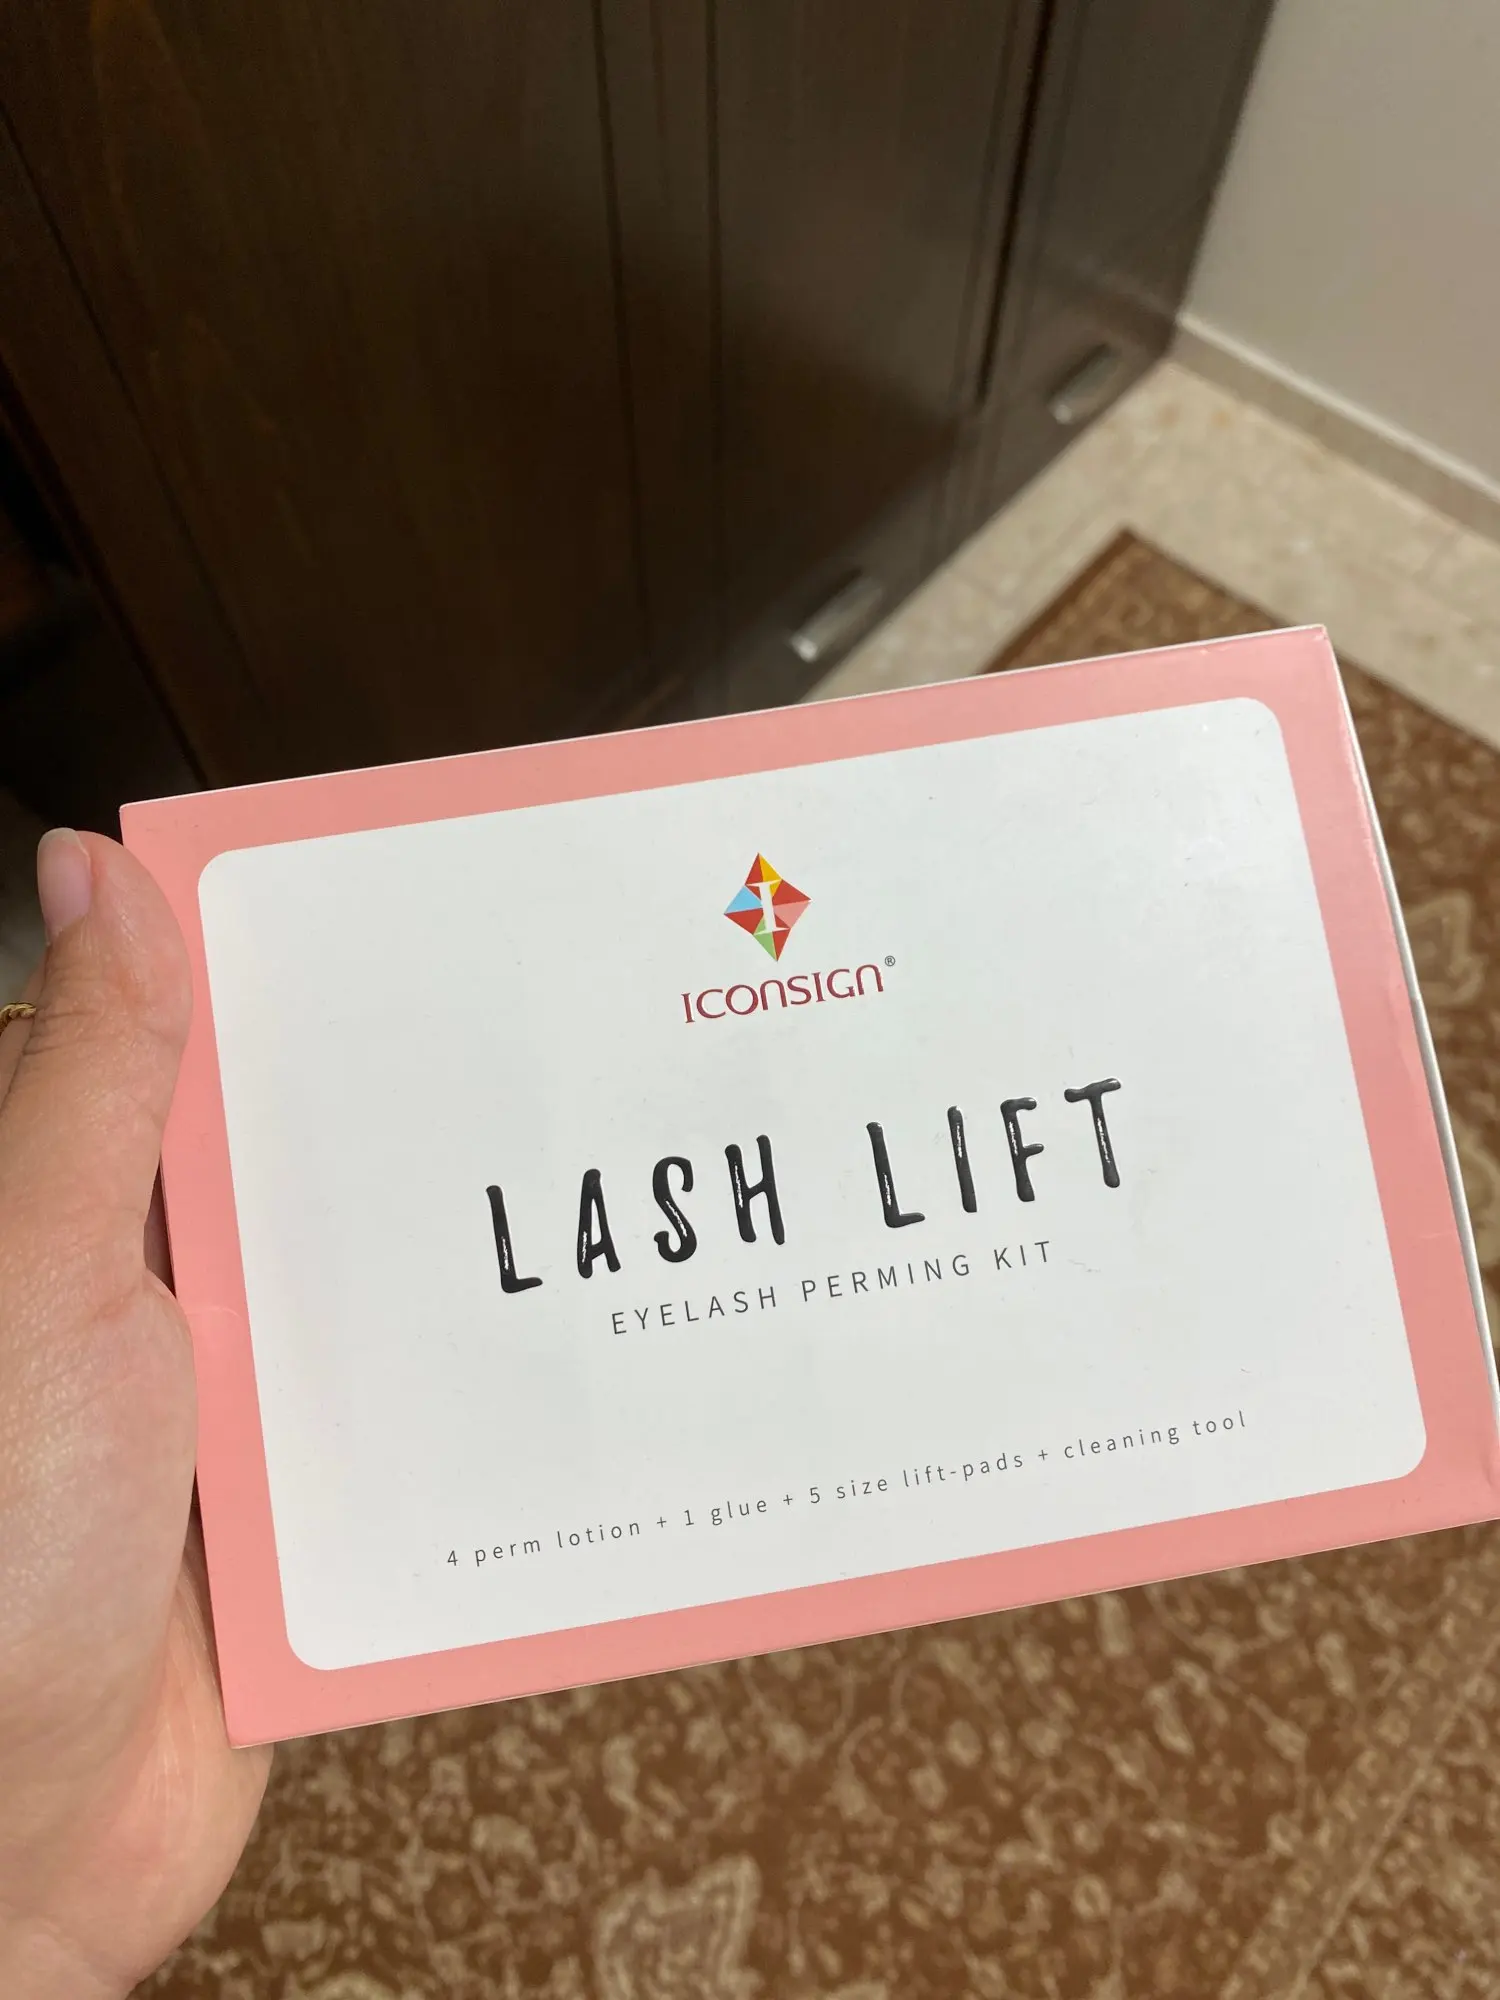 I
ICONSIGN®
LASH LIFT
EYELASH PERMING KIT
4 perm lotion + 1 glue + 5 size lift-pads + cleaning tool